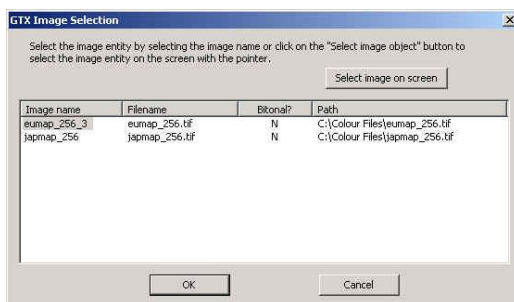 GTX Image Selection
Select the image entity by selecting the image name or click on the "Select image object" button to
select the image entity on the screen with the pointer.
Select image on screen
Image name Filename Bitonal? Path
eumap_256_3 eumap_256.tif N C:\Colour Files\eumap_256.tif
japmap_256 japmap_256.tif N C:\Colour Files\japmap_256.tif
OK Cancel